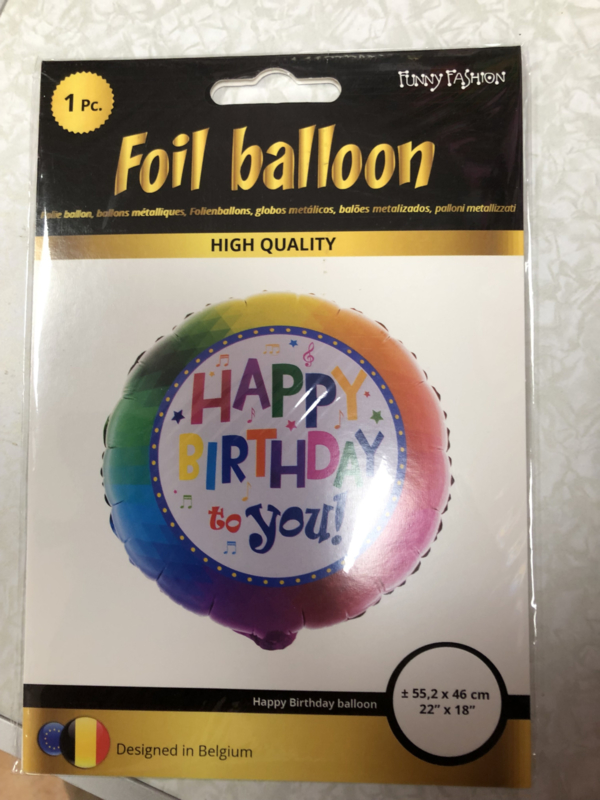 FUNNY FASHION
1 Pc.
Foil balloon
Folie ballon, ballons métalliques, Folienballons, globos metálicos, balões metalizados, palloni metallizzati
HIGH QUALITY
HAPPY
BIRTHDAY
to you!
± 55,2 x 46 cm
22" x 18"
Happy Birthday balloon
Designed in Belgium